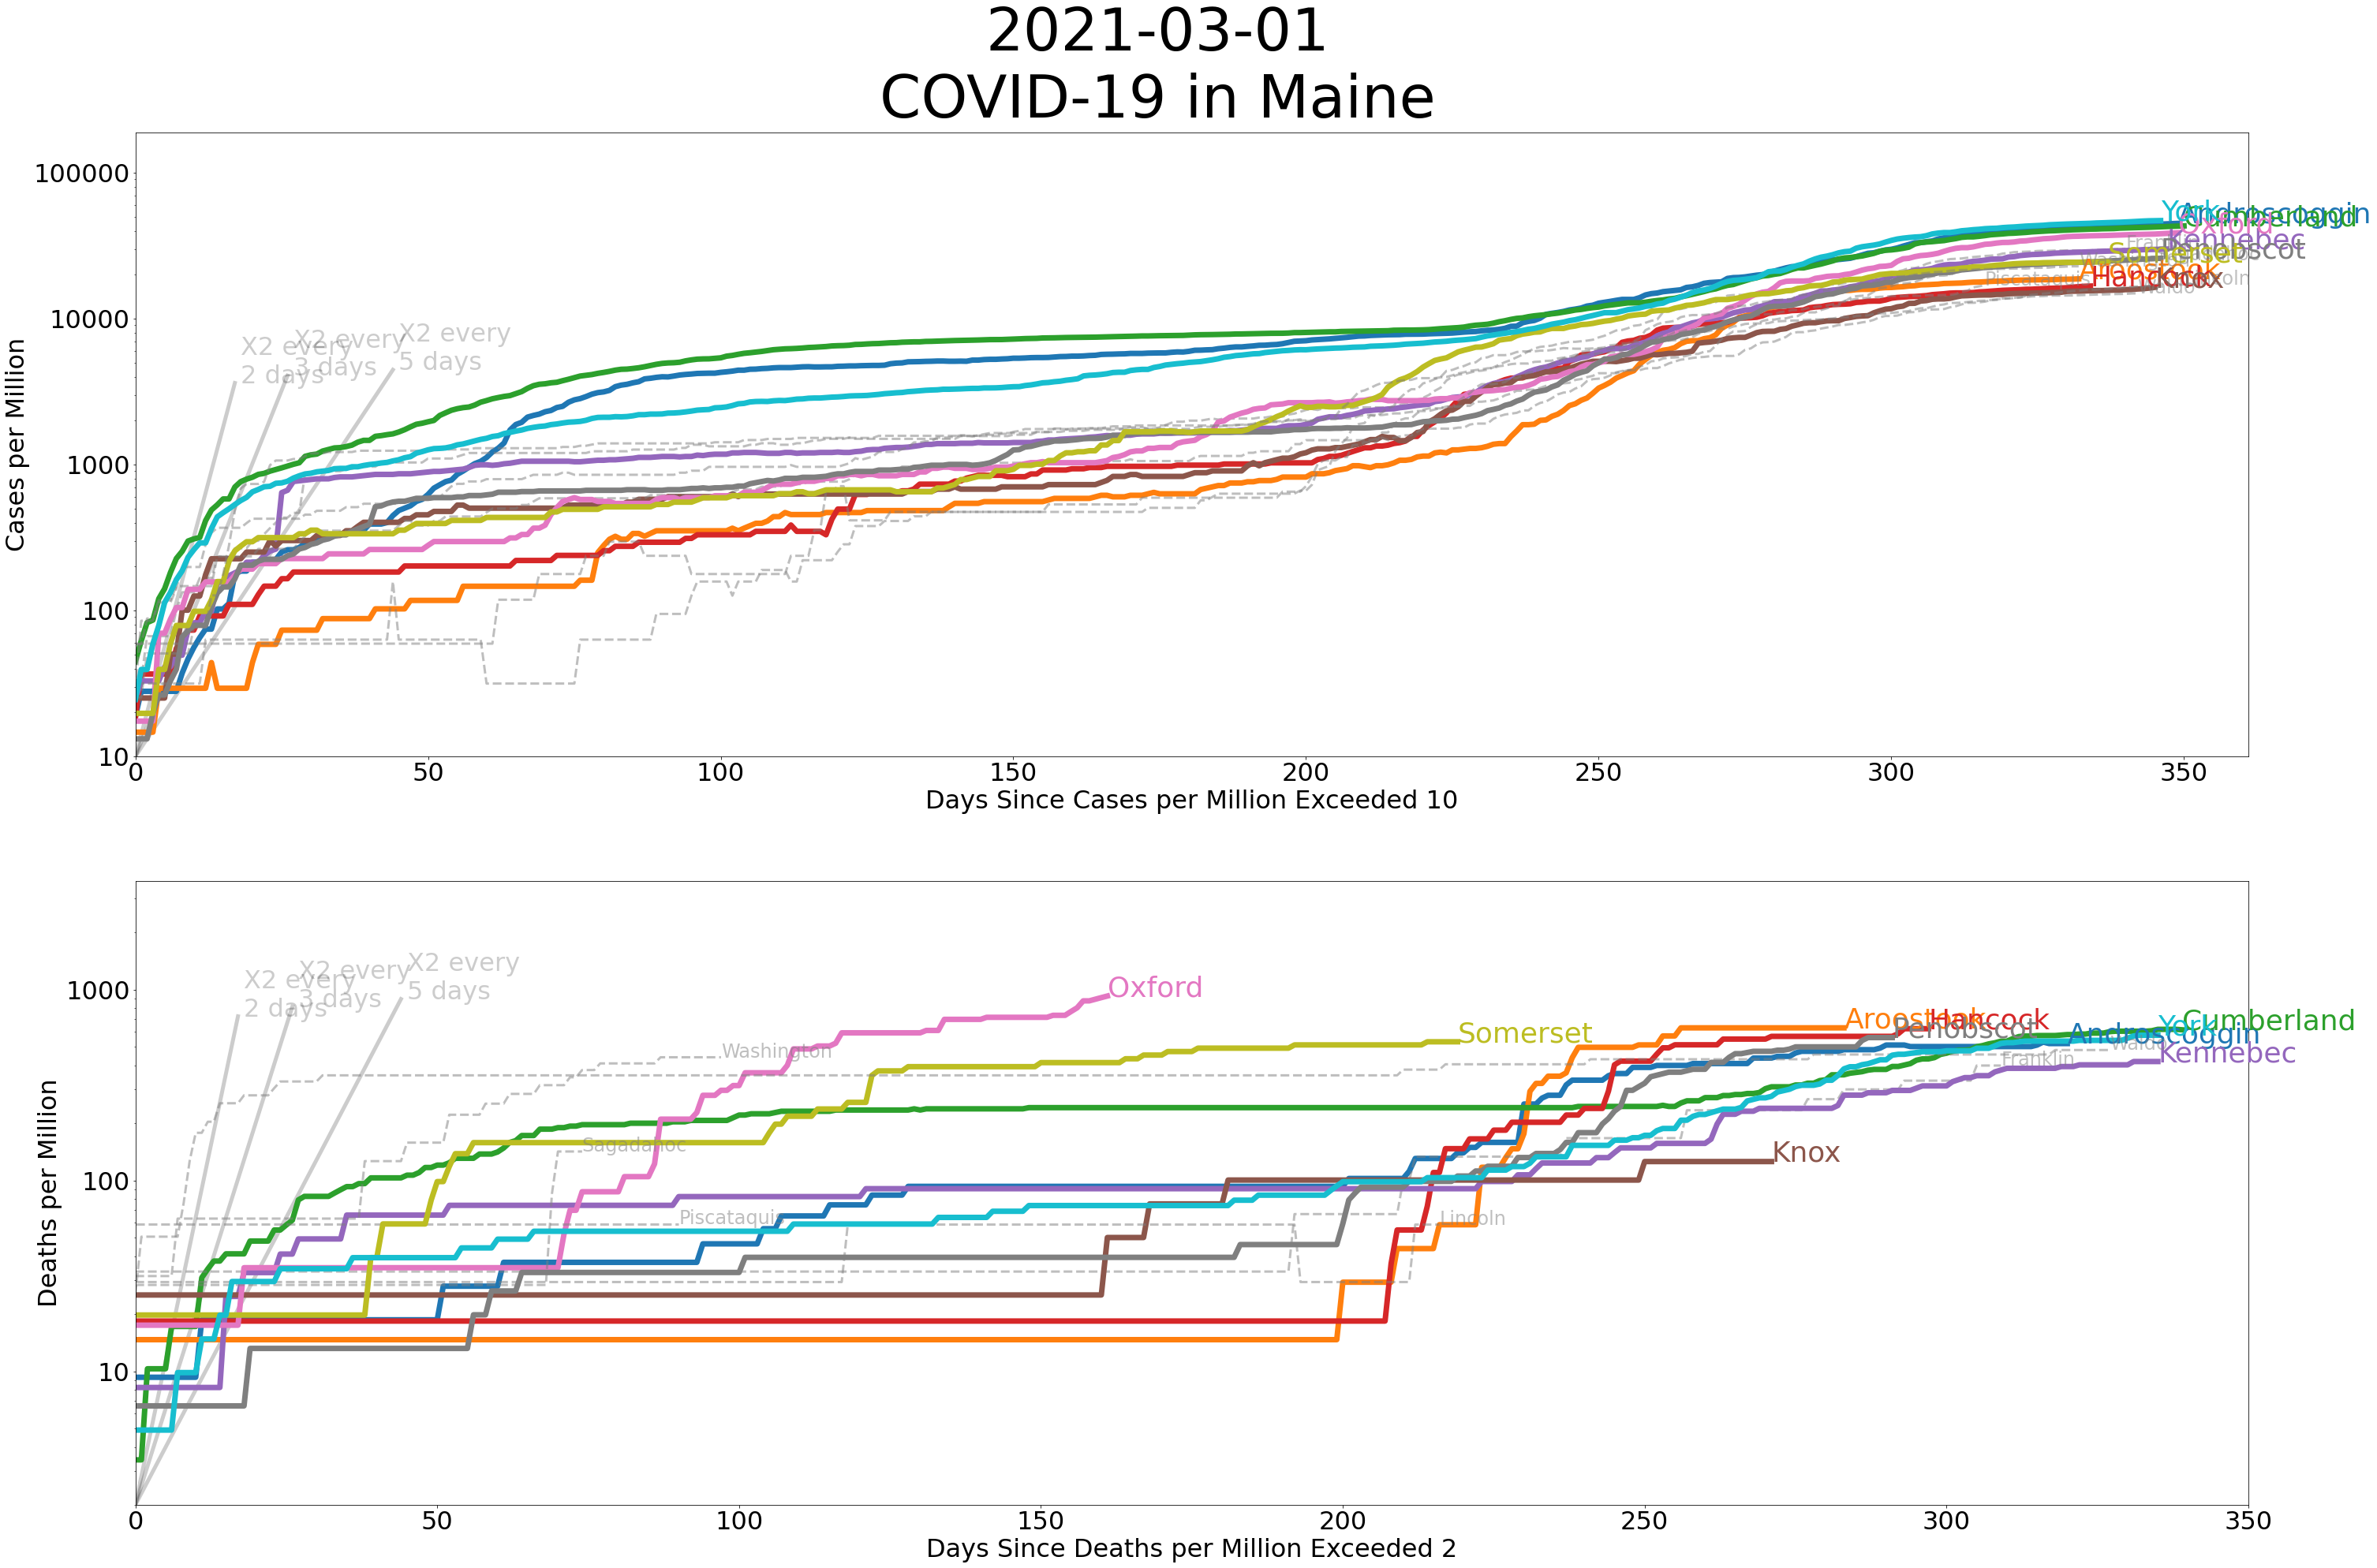 2021-03-01
COVID-19 in Maine
100000
10000
1000
100
10
Cases per Million
X2 every
2 days
X2 every
3 days
X2 every
5 days
York
Androscoggin
Cumberland
Oxford
Kennebec
Penobscot
Somerset
Aroostook
Hancock
Knox
Piscataquis
Lincoln
Waldo
0 50 100 150 200 250 300 350
Days Since Cases per Million Exceeded 10
1000
100
10
Deaths per Million
X2 every
2 days
X2 every
3 days
X2 every
5 days
Oxford
Washington
Somerset
Sagadahoc
Piscataquis
Lincoln
Knox
Aroostook
Hancock
Penobscot
Cumberland
York
Androscoggin
Waldo
Franklin
Kennebec
0 50 100 150 200 250 300 350
Days Since Deaths per Million Exceeded 2